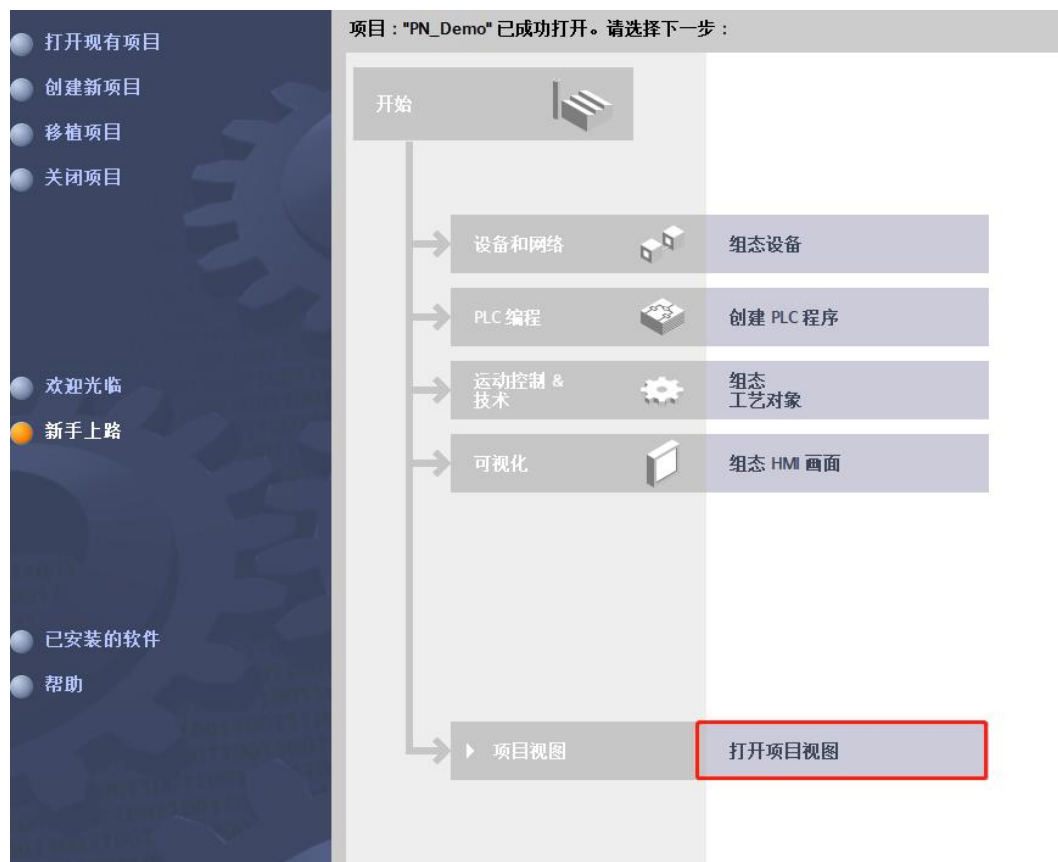 打开现有项目
创建新项目
移植项目
关闭项目
欢迎光临
新手上路
已安装的软件
帮助
项目："PN_Demo" 已成功打开。请选择下一步：
开始
设备和网络
组态设备
PLC 编程
创建 PLC 程序
运动控制 &
技术
组态
工艺对象
可视化
组态 HMI 画面
项目视图
打开项目视图